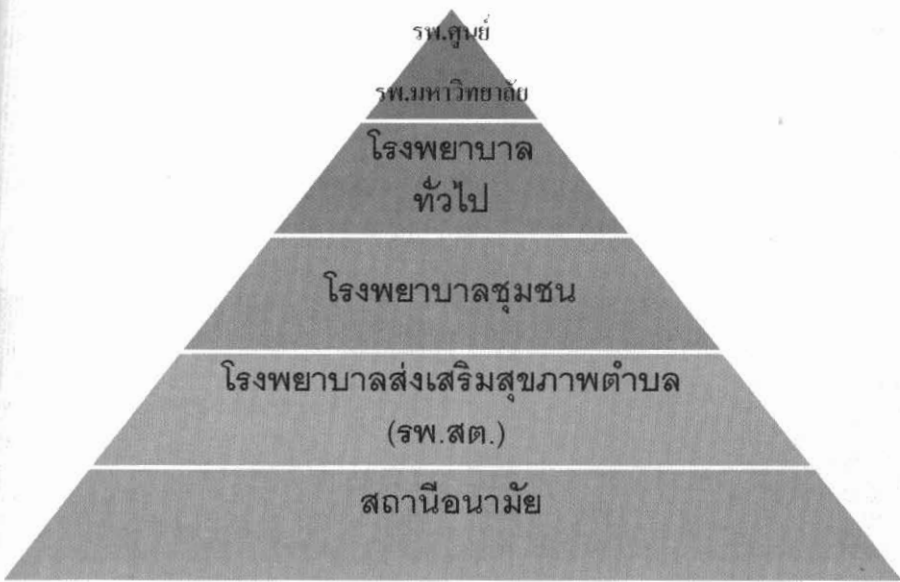 รพ.ศูนย์
รพ.มหาวิทยาลัย
โรงพยาบาล
ทั่วไป
โรงพยาบาลชุมชน
โรงพยาบาลส่งเสริมสุขภาพตำบล
(รพ.สต.)
สถานีอนามัย